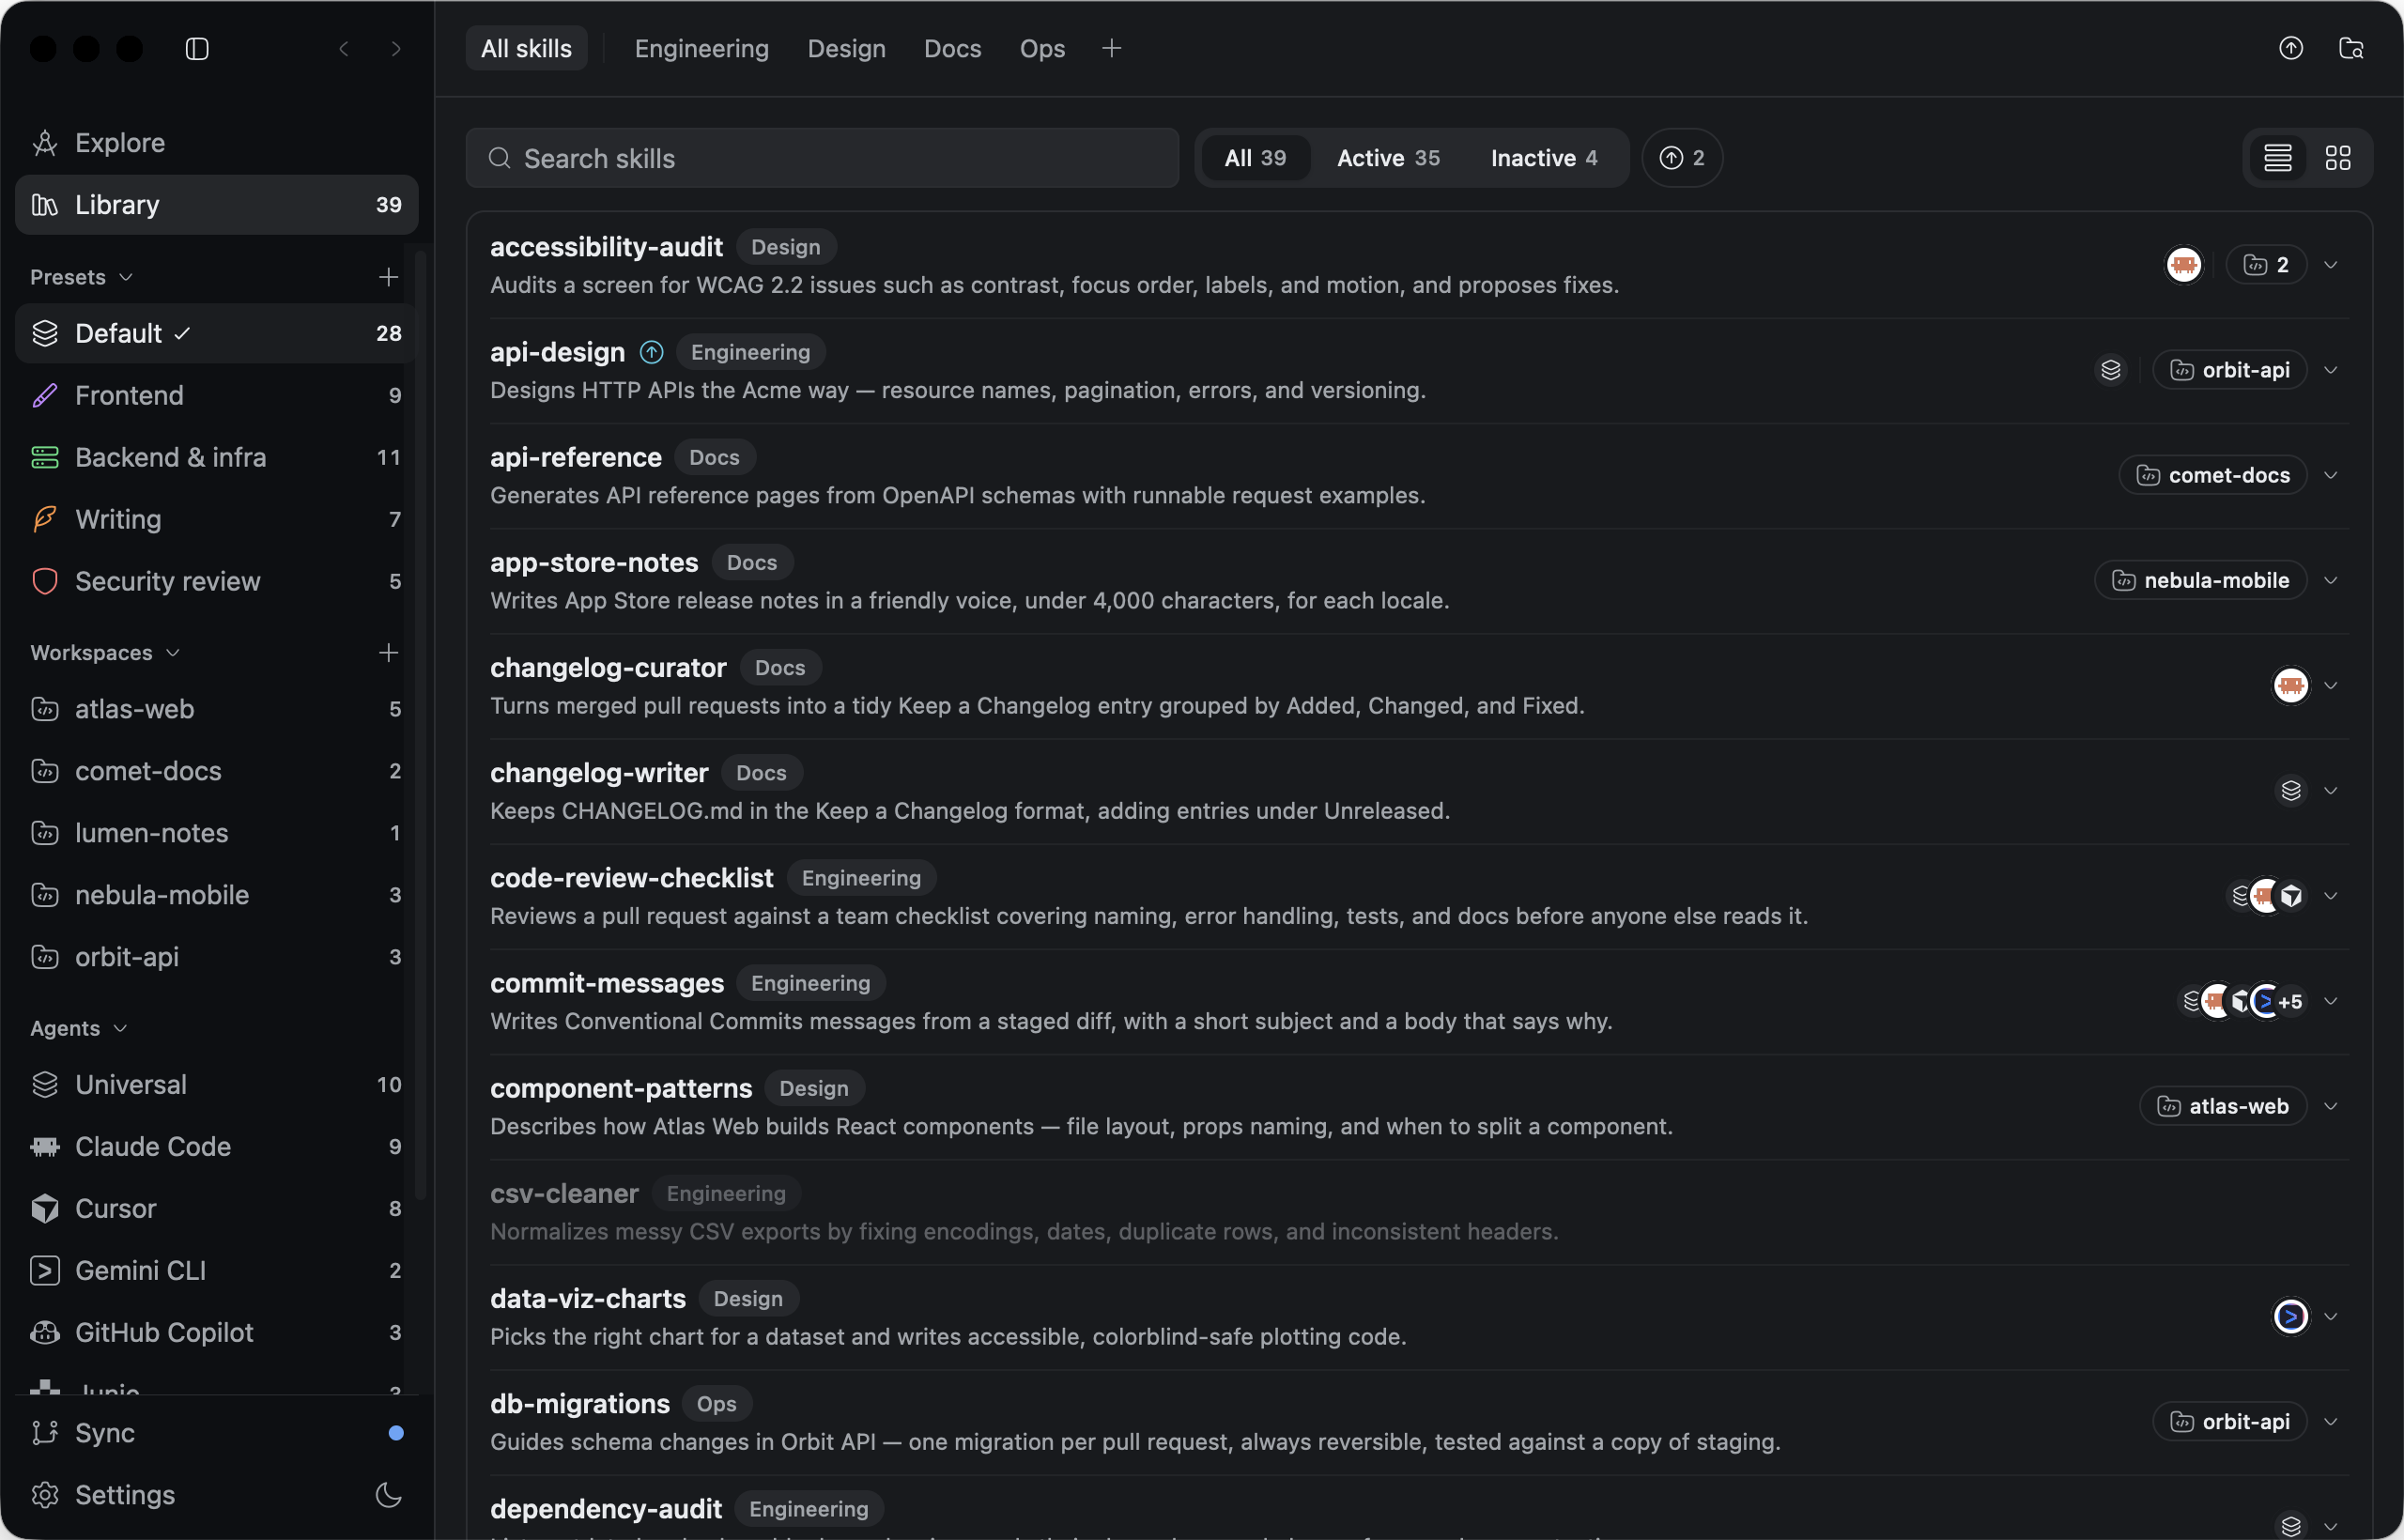 All skills
Engineering
Design
Docs
Ops
Explore
Library 39
Presets
Default 28
Frontend 9
Backend & infra 11
Writing 7
Security review 5
Workspaces
atlas-web 5
comet-docs 2
lumen-notes 1
nebula-mobile 3
orbit-api 3
Agents
Universal 10
Claude Code 9
Cursor 8
Gemini CLI 2
GitHub Copilot 3
Sync
Settings
Search skills
All 39
Active 35
Inactive 4
2
accessibility-audit Design
Audits a screen for WCAG 2.2 issues such as contrast, focus order, labels, and motion, and proposes fixes.
2
api-design Engineering
Designs HTTP APIs the Acme way — resource names, pagination, errors, and versioning.
orbit-api
api-reference Docs
Generates API reference pages from OpenAPI schemas with runnable request examples.
comet-docs
app-store-notes Docs
Writes App Store release notes in a friendly voice, under 4,000 characters, for each locale.
nebula-mobile
changelog-curator Docs
Turns merged pull requests into a tidy Keep a Changelog entry grouped by Added, Changed, and Fixed.
changelog-writer Docs
Keeps CHANGELOG.md in the Keep a Changelog format, adding entries under Unreleased.
code-review-checklist Engineering
Reviews a pull request against a team checklist covering naming, error handling, tests, and docs before anyone else reads it.
commit-messages Engineering
Writes Conventional Commits messages from a staged diff, with a short subject and a body that says why.
+5
component-patterns Design
Describes how Atlas Web builds React components — file layout, props naming, and when to split a component.
atlas-web
csv-cleaner Engineering
Normalizes messy CSV exports by fixing encodings, dates, duplicate rows, and inconsistent headers.
data-viz-charts Design
Picks the right chart for a dataset and writes accessible, colorblind-safe plotting code.
db-migrations Ops
Guides schema changes in Orbit API — one migration per pull request, always reversible, tested against a copy of staging.
orbit-api
dependency-audit Engineering